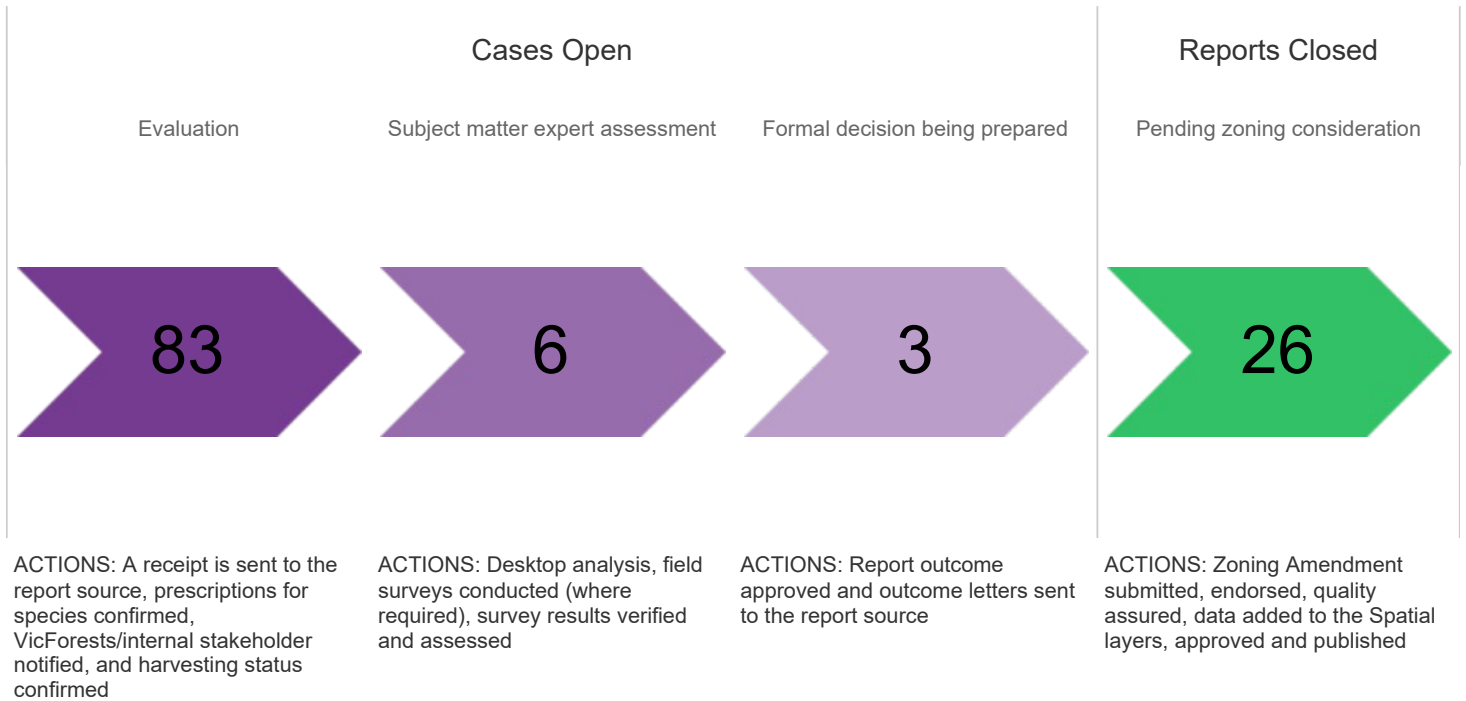 Cases Open
Reports Closed
Evaluation
Subject matter expert assessment
Formal decision being prepared
Pending zoning consideration
83
6
3
26
ACTIONS: A receipt is sent to the
report source, prescriptions for
species confirmed,
VicForests/internal stakeholder
notified, and harvesting status
confirmed
ACTIONS: Desktop analysis, field
surveys conducted (where
required), survey results verified
and assessed
ACTIONS: Report outcome
approved and outcome letters sent
to the report source
ACTIONS: Zoning Amendment
submitted, endorsed, quality
assured, data added to the Spatial
layers, approved and published